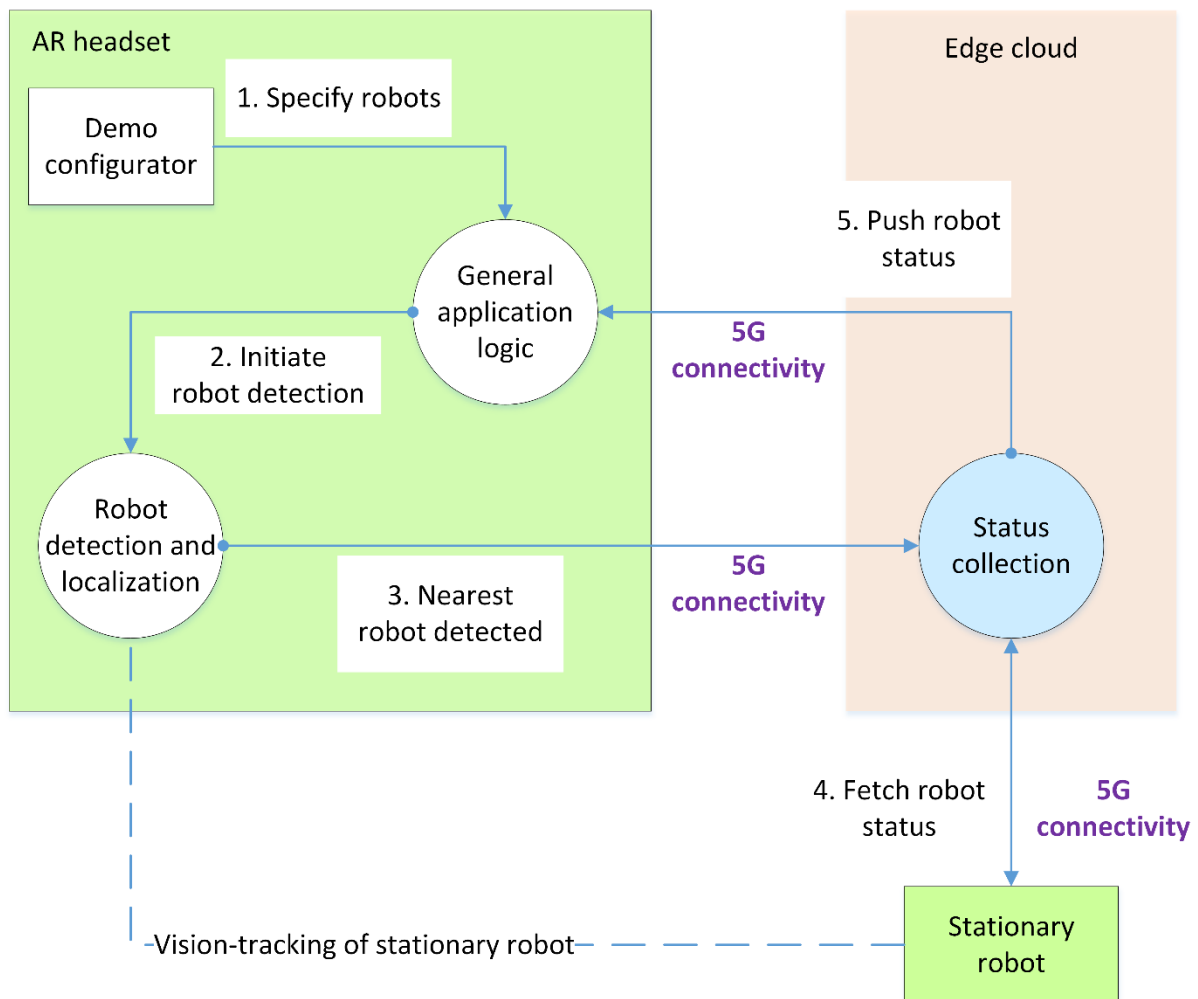 AR headset
Edge cloud
1. Specify robots
Demo
configurator
5. Push robot
status
General
application
logic
5G
connectivity
2. Initiate
robot detection
Robot
detection and
localization
Status
collection
5G
connectivity
3. Nearest
robot detected
4. Fetch robot
status
5G
connectivity
Stationary
robot
Vision-tracking of stationary robot